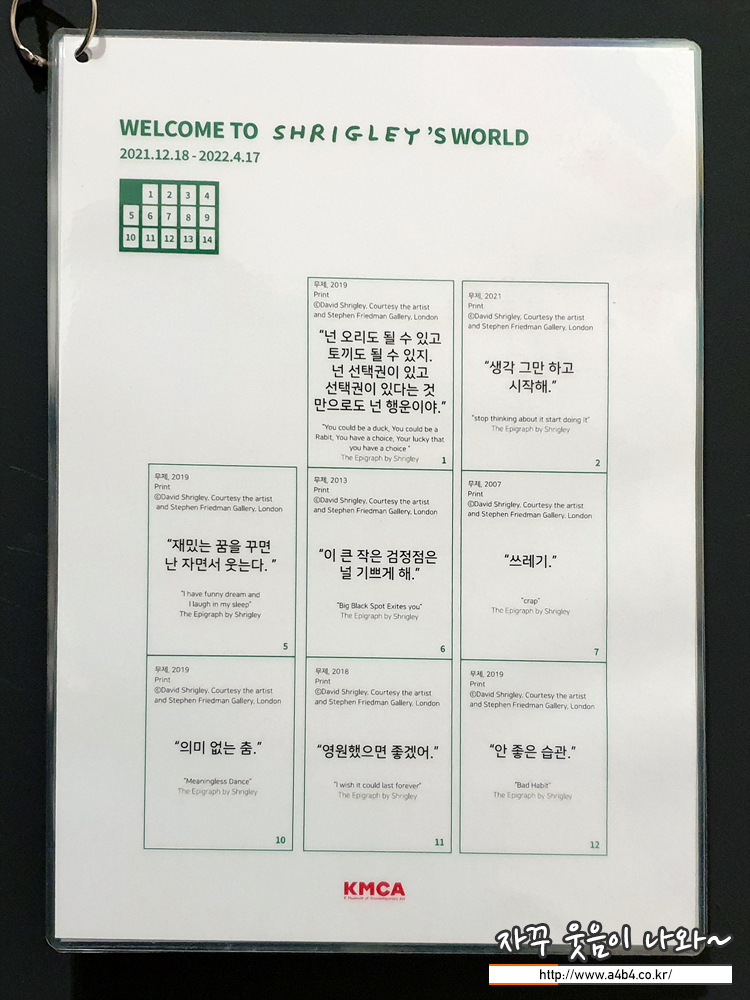 WELCOME TO SHRIGLEY'S WORLD
2021.12.18 - 2022.4.17
1 2 3 4
5 6 7 8 9
10 11 12 13 14
무제, 2019
Print
©David Shrigley, Courtesy the artist
and Stephen Friedman Gallery, London
“넌 오리도 될 수 있고
토끼도 될 수 있지.
넌 선택권이 있고
선택권이 있다는 것
만으로도 넌 행운이야.”
"You could be a duck, You could be a
Rabit, You have a choice, Your lucky that
you have a choice "
The Epigraph by Shrigley
1
무제, 2021
Print
©David Shrigley, Courtesy the artist
and Stephen Friedman Gallery, London
“생각 그만 하고
시작해.”
"stop thinking about it start doing it"
The Epigraph by Shrigley
2
무제, 2019
Print
©David Shrigley, Courtesy the artist
and Stephen Friedman Gallery, London
“재밌는 꿈을 꾸면
난 자면서 웃는다. ”
"I have funny dream and
I laugh in my sleep"
The Epigraph by Shrigley
5
무제, 2013
Print
©David Shrigley, Courtesy the artist
and Stephen Friedman Gallery, London
“이 큰 작은 검정점은
널 기쁘게 해.”
"Big Black Spot Exites you"
The Epigraph by Shrigley
6
무제, 2007
Print
©David Shrigley, Courtesy the artist
and Stephen Friedman Gallery, London
“쓰레기.”
"crap"
The Epigraph by Shrigley
7
무제, 2019
Print
©David Shrigley, Courtesy the artist
and Stephen Friedman Gallery, London
“의미 없는 춤.”
"Meaningless Dance"
The Epigraph by Shrigley
10
무제, 2018
Print
©David Shrigley, Courtesy the artist
and Stephen Friedman Gallery, London
“영원했으면 좋겠어.”
"I wish it could last forever"
The Epigraph by Shrigley
11
무제, 2019
Print
©David Shrigley, Courtesy the artist
and Stephen Friedman Gallery, London
“안 좋은 습관.”
"Bad Habit"
The Epigraph by Shrigley
12
KMCA
자꾸 웃음이 나와~
http://www.a4b4.co.kr/